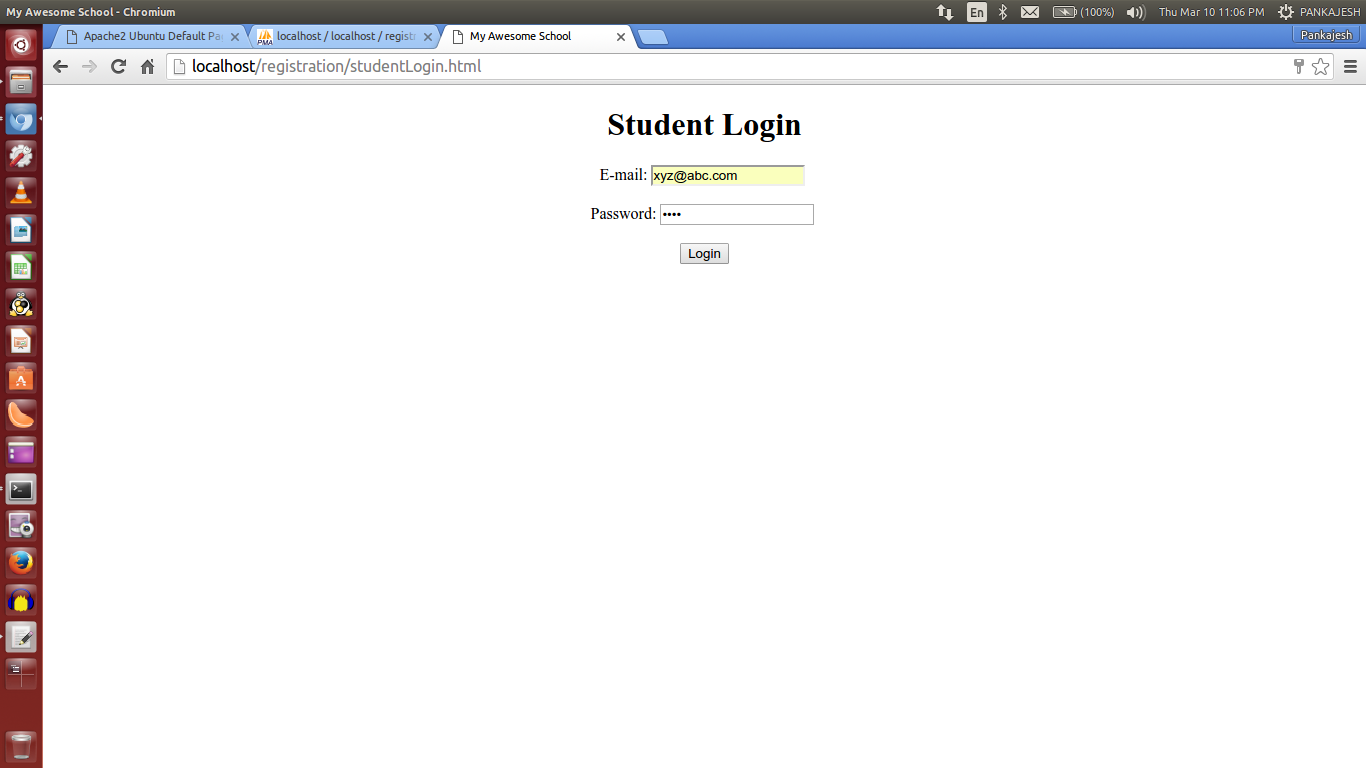 My Awesome School - Chromium
En
(100%)
Thu Mar 10 11:06 PM
PANKAJESH
Apache2 Ubuntu Default Pa
PMA
localhost / localhost / regist
My Awesome School
Pankajesh
localhost/registration/studentLogin.html
Student Login
E-mail: xyz@abc.com
Password: ••••
Login